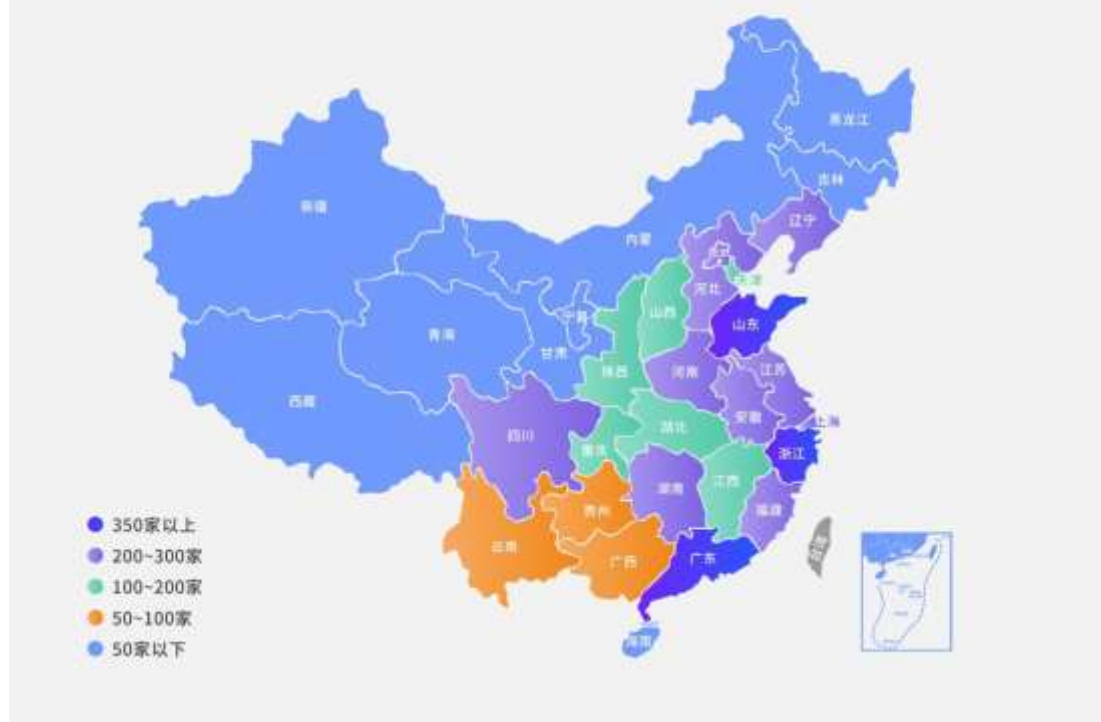 黑龙江
吉林
新疆
辽宁
内蒙
北京
天津
河北
山西
宁夏
山东
青海
甘肃
陕西
河南
江苏
西藏
安徽
上海
四川
湖北
重庆
浙江
江西
湖南
贵州
福建
云南
广西
广东
台湾
海南
350家以上
200~300家
100~200家
50~100家
50家以下